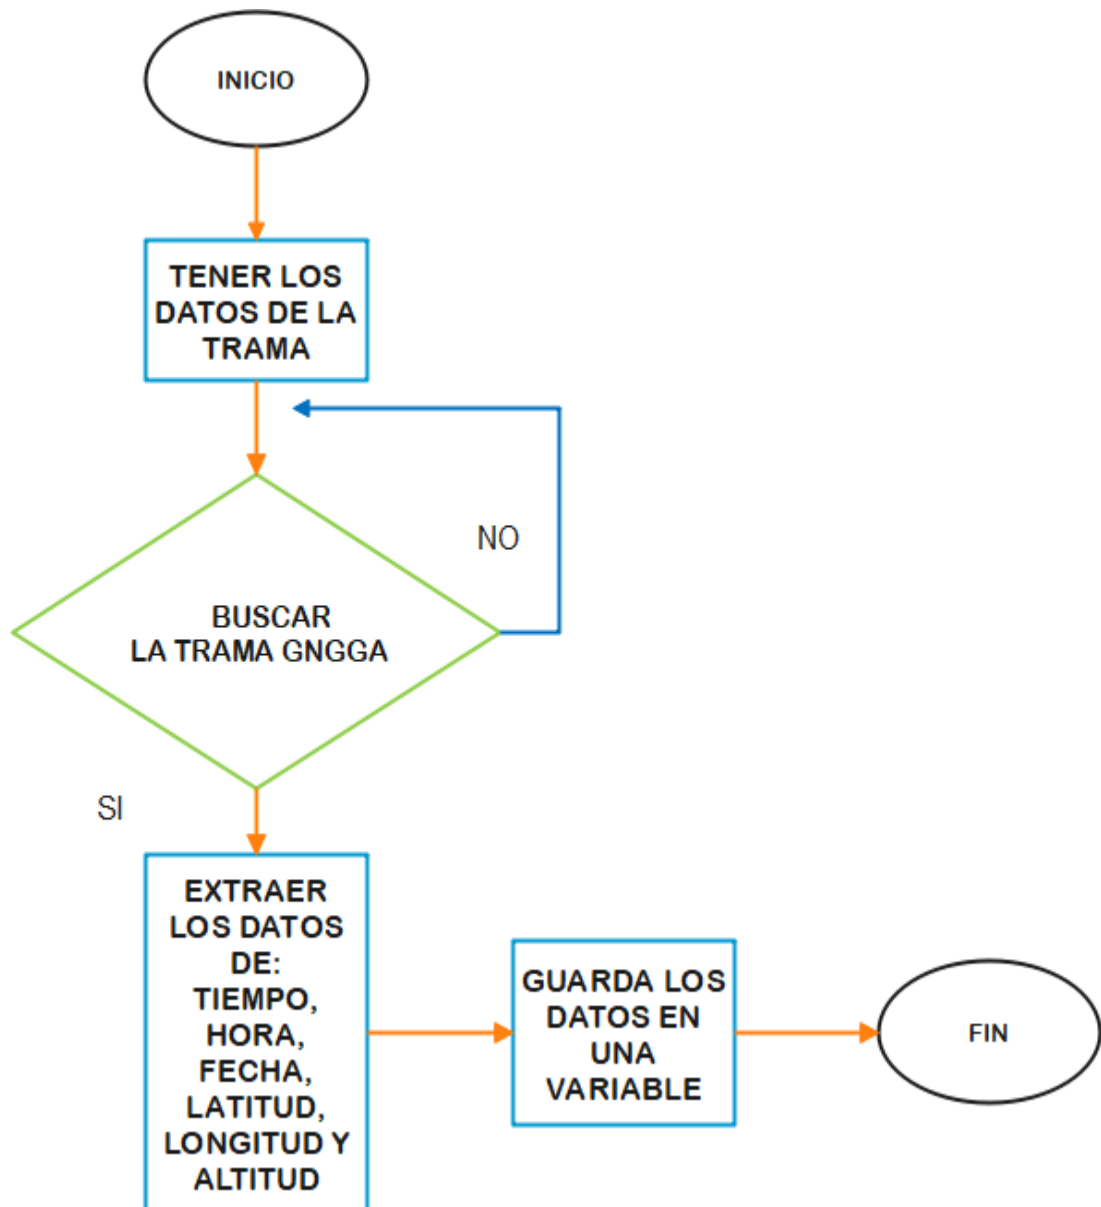 INICIO
TENER LOS
DATOS DE LA
TRAMA
NO
BUSCAR
LA TRAMA GNGGA
SI
EXTRAER
LOS DATOS
DE:
TIEMPO,
HORA,
FECHA,
LATITUD,
LONGITUD Y
ALTITUD
GUARDA LOS
DATOS EN
UNA
VARIABLE
FIN